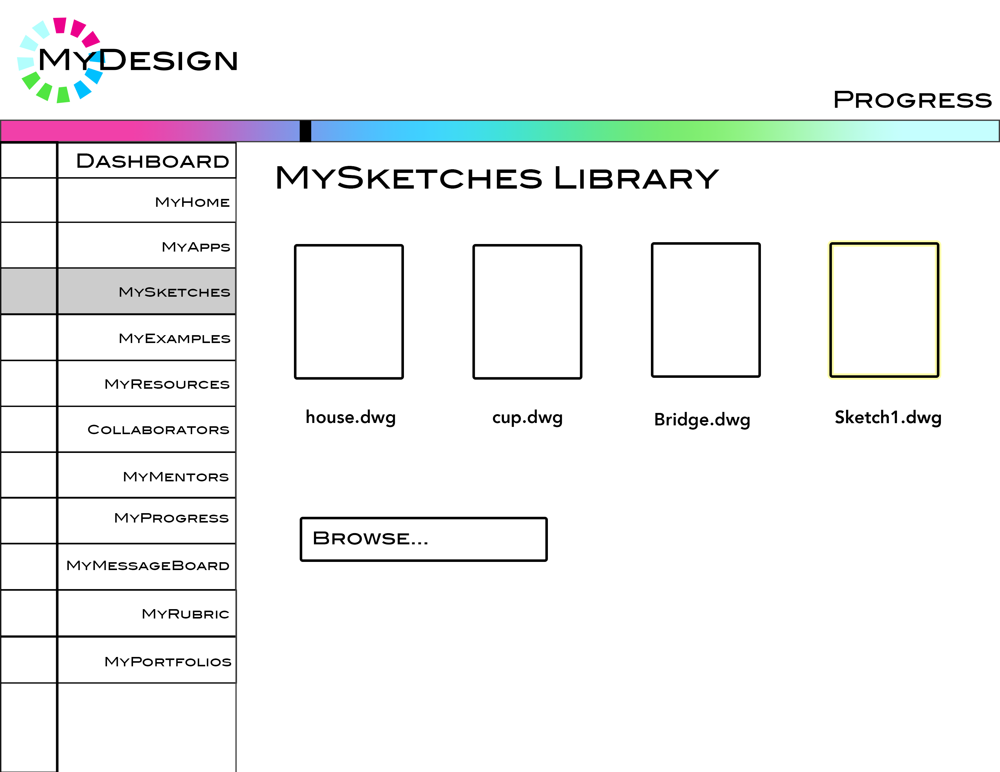 MyDesign
Progress
Dashboard
MyHome
MyApps
MySketches
MyExamples
MyResources
Collaborators
MyMentors
MyProgress
MyMessageBoard
MyRubric
MyPortfolios
MySketches Library
house.dwg
cup.dwg
Bridge.dwg
Sketch1.dwg
Browse...